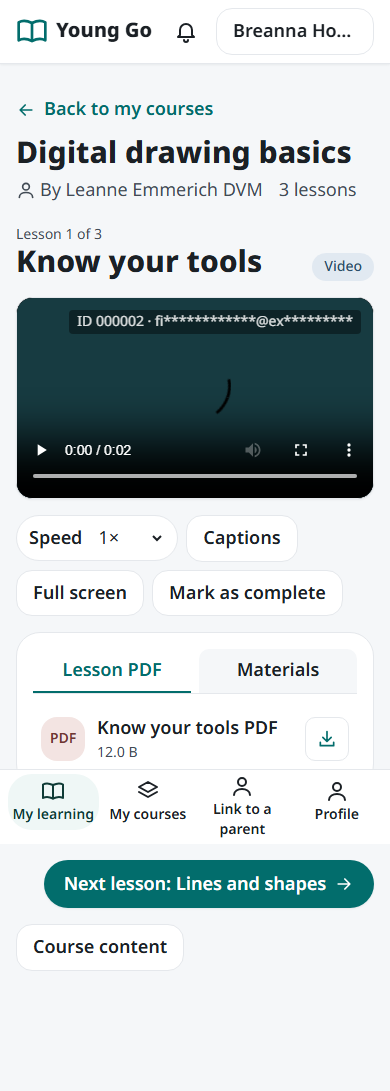 Young Go
Breanna Ho...
Back to my courses
Digital drawing basics
By Leanne Emmerich DVM 3 lessons
Lesson 1 of 3
Know your tools
Video
ID 000002 · fi************@ex*********
0:00 / 0:02
Speed 1×
Captions
Full screen
Mark as complete
Lesson PDF
Materials
PDF
Know your tools PDF
12.0 B
My learning
My courses
Link to a
parent
Profile
Next lesson: Lines and shapes
Course content